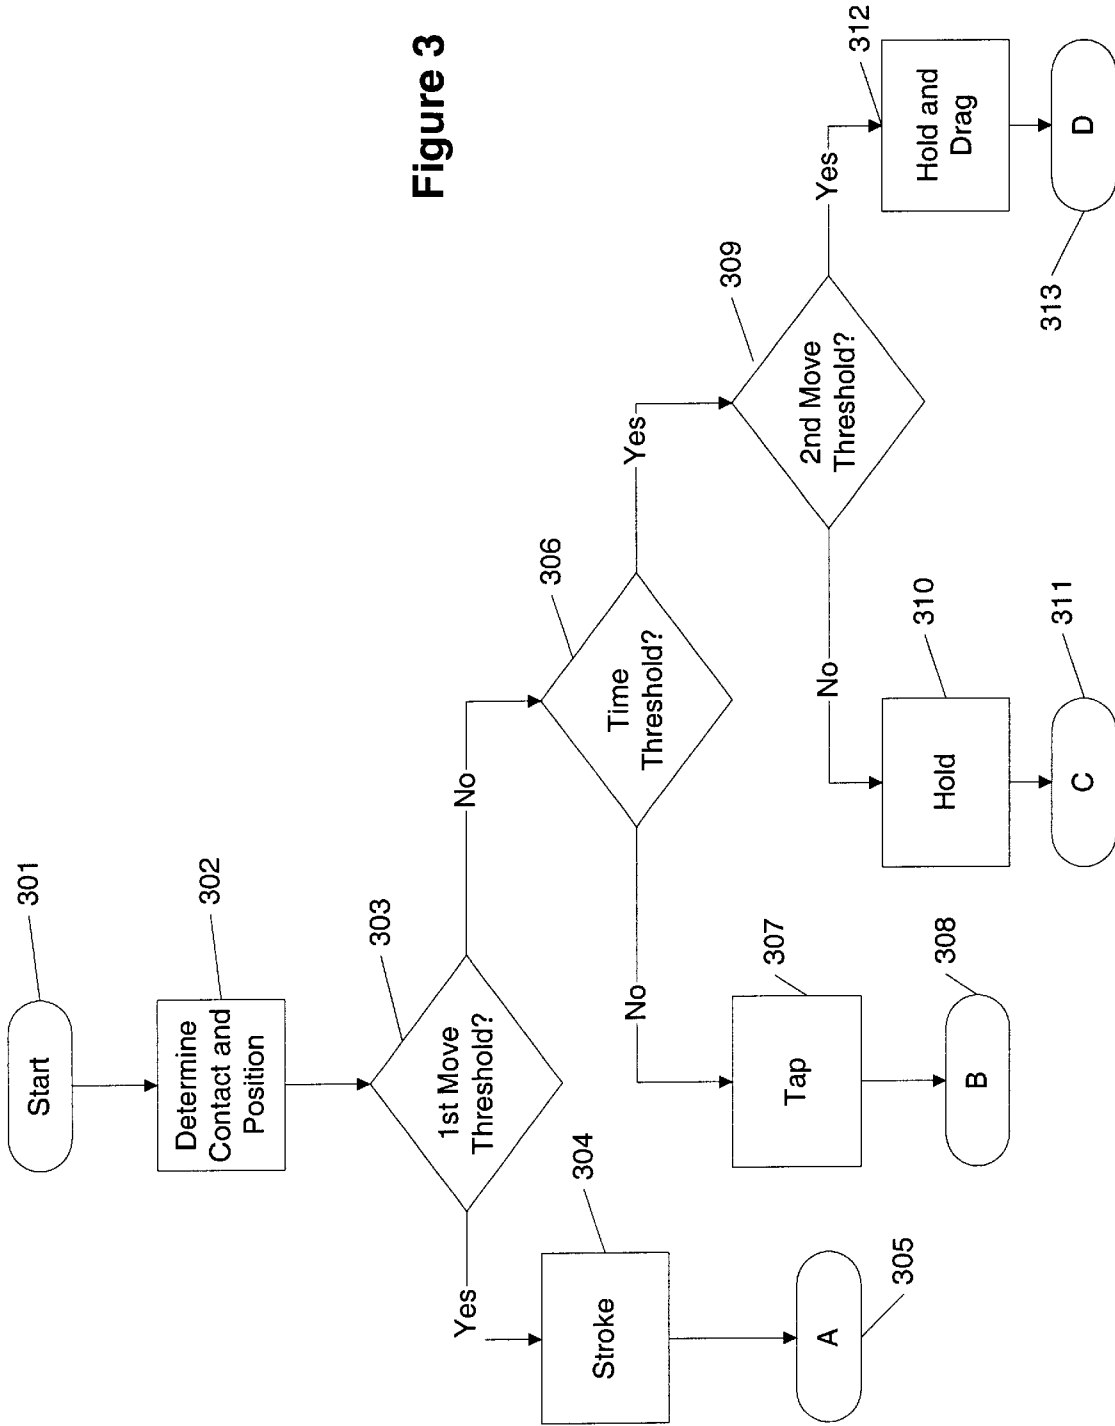 Figure 3
Start
301
Determine
Contact and
Position
302
1st Move
Threshold?
303
Yes
No
Stroke
304
A
305
Time
Threshold?
306
No
Yes
Tap
307
B
308
2nd Move
Threshold?
309
No
Yes
Hold
310
C
311
Hold and
Drag
312
D
313